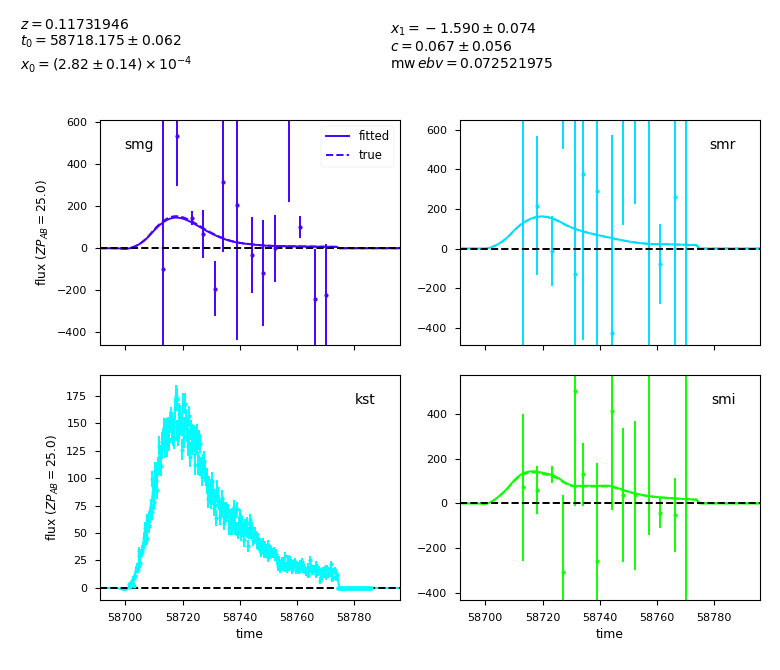 z = 0.11731946
t₀ = 58718.175 ± 0.062
x₀ = (2.82 ± 0.14) × 10⁻⁴
x₁ = −1.590 ± 0.074
c = 0.067 ± 0.056
mw ebv = 0.072521975
smg
fitted
true
600
400
200
0
−200
−400
flux (ZP_AB = 25.0)
smr
600
400
200
0
−200
−400
kst
175
150
125
100
75
50
25
0
flux (ZP_AB = 25.0)
58700 58720 58740 58760 58780
time
smi
400
200
0
−200
−400
58700 58720 58740 58760 58780
time